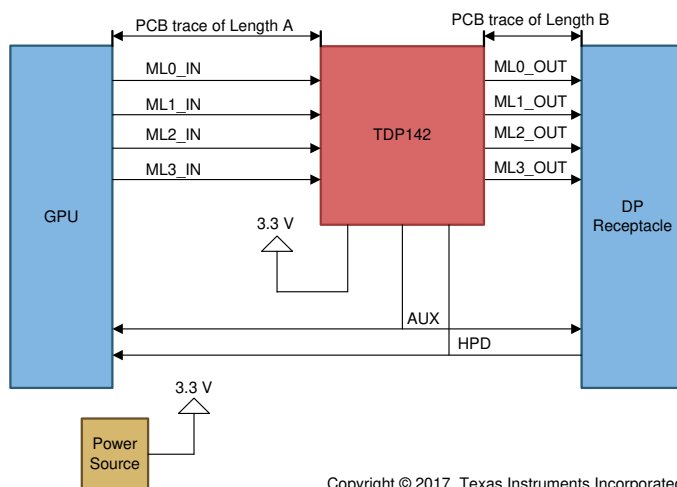 PCB trace of Length A
PCB trace of Length B
ML0_IN
ML0_OUT
ML1_IN
ML1_OUT
ML2_IN
ML2_OUT
ML3_IN
ML3_OUT
TDP142
GPU
DP
Receptacle
3.3 V
AUX
HPD
3.3 V
Power
Source
Copyright © 2017, Texas Instruments Incorporated